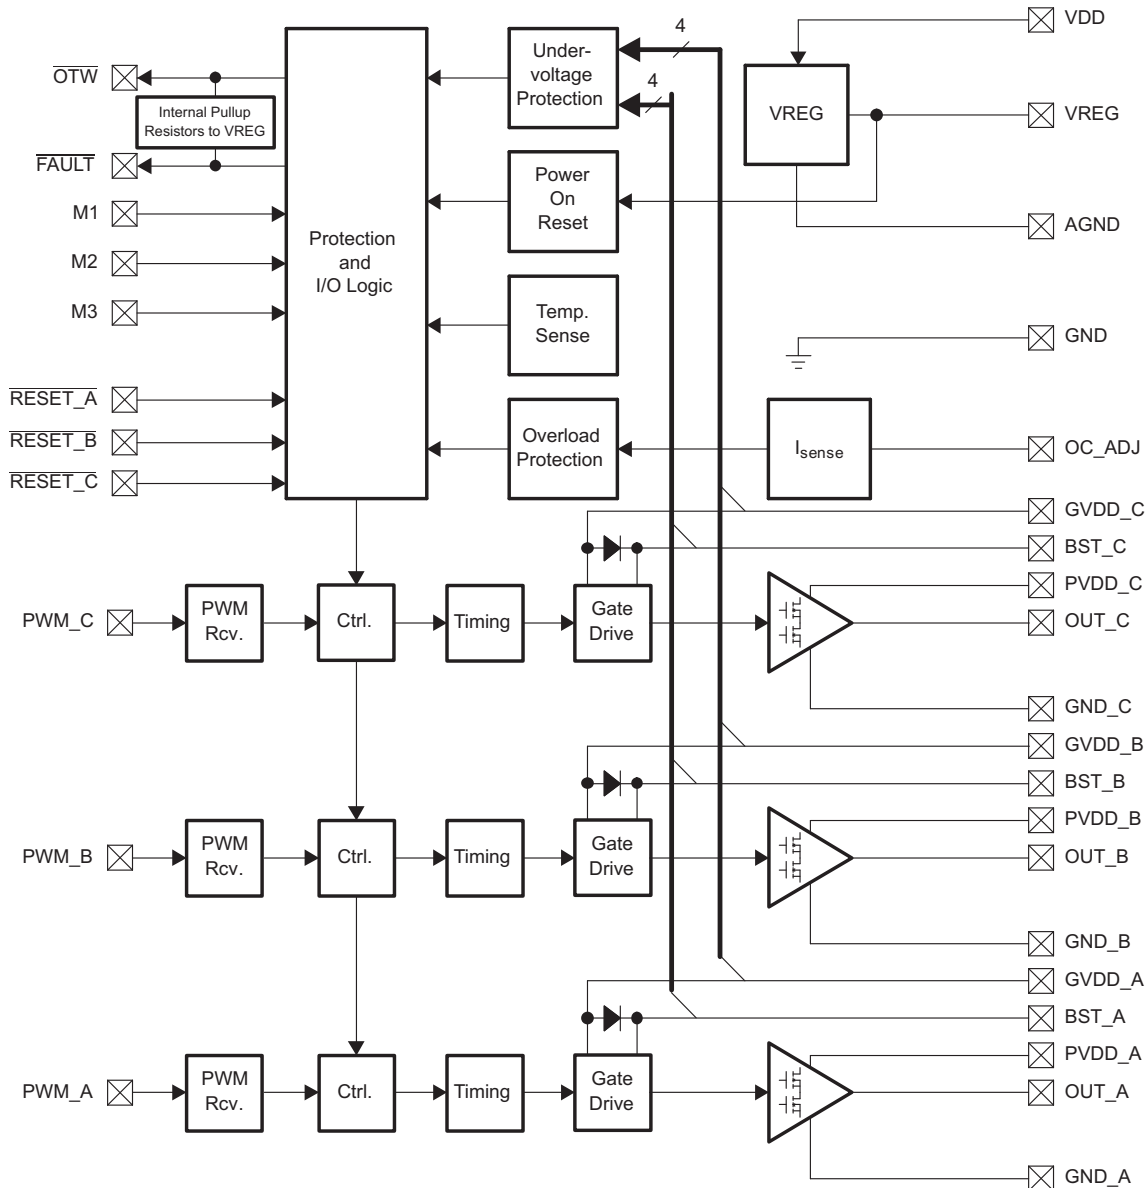 4
VDD
OTW
Under-
voltage
Protection
4
Internal Pullup
Resistors to VREG
VREG
VREG
FAULT
Power
On
Reset
M1
AGND
Protection
and
I/O Logic
M2
M3
Temp.
Sense
GND
RESET_A
RESET_B
RESET_C
Overload
Protection
Isense
OC_ADJ
GVDD_C
BST_C
PVDD_C
PWM_C
PWM
Rcv.
Ctrl.
Timing
Gate
Drive
OUT_C
GND_C
GVDD_B
BST_B
PVDD_B
PWM_B
PWM
Rcv.
Ctrl.
Timing
Gate
Drive
OUT_B
GND_B
GVDD_A
BST_A
PVDD_A
PWM_A
PWM
Rcv.
Ctrl.
Timing
Gate
Drive
OUT_A
GND_A